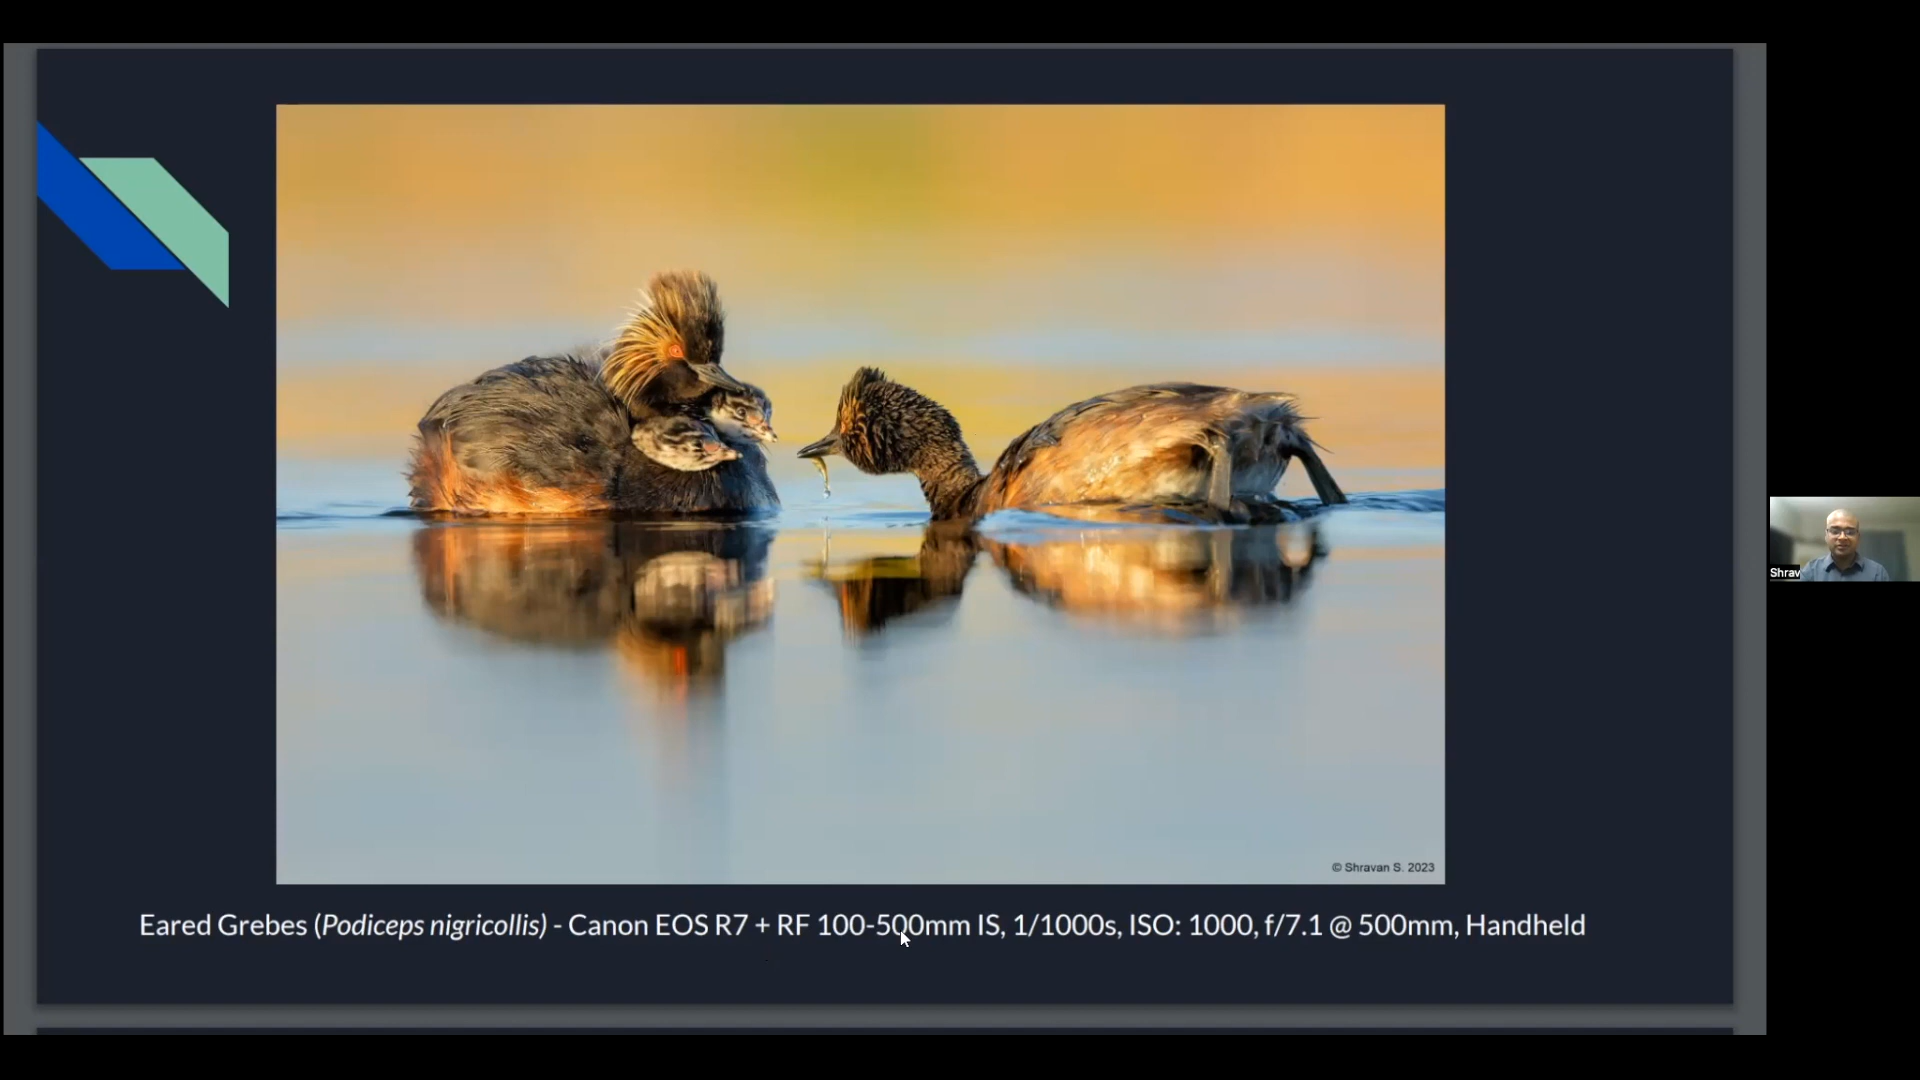 © Shravan S. 2023
Eared Grebes (Podiceps nigricollis) - Canon EOS R7 + RF 100-500mm IS, 1/1000s, ISO: 1000, f/7.1 @ 500mm, Handheld
Shrav